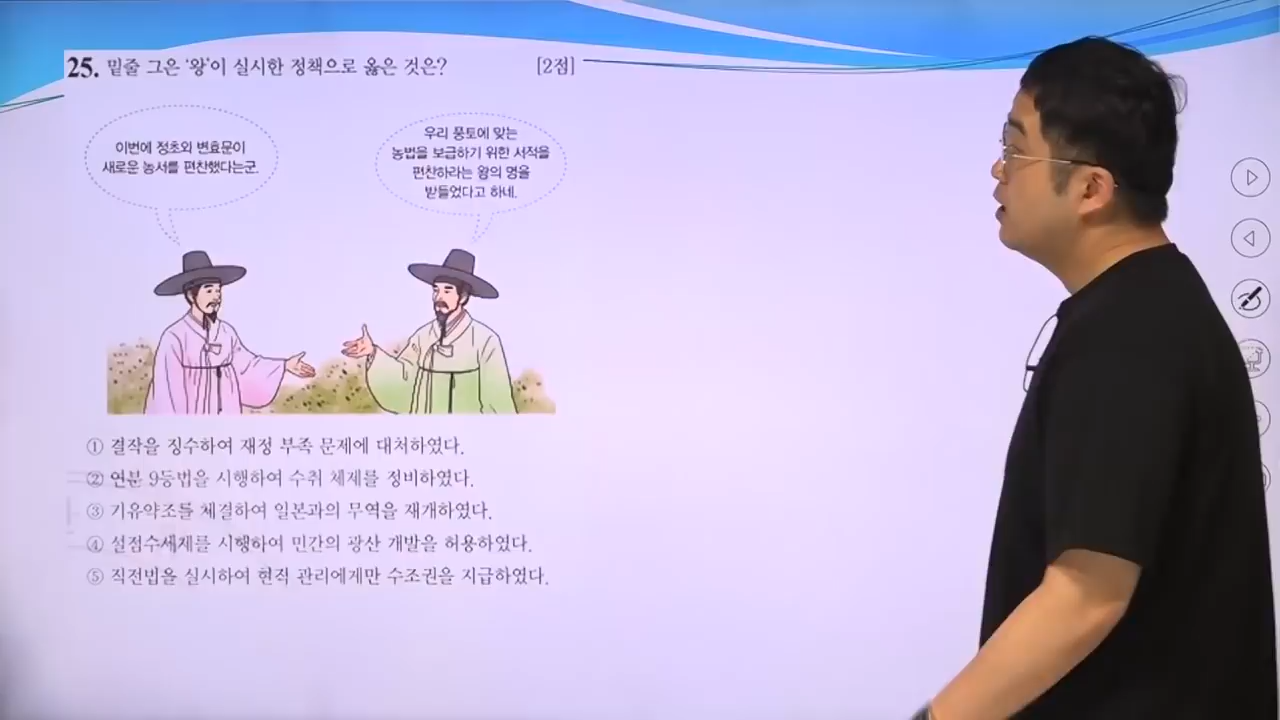 25. 밑줄 그은 '왕'이 실시한 정책으로 옳은 것은? [2점]
이번에 정초와 변효문이
새로운 농서를 편찬했다는군.
우리 풍토에 맞는
농법을 보급하기 위한 서적을
편찬하라는 왕의 명을
받들었다고 하네.
① 결작을 징수하여 재정 부족 문제에 대처하였다.
② 연분 9등법을 시행하여 수취 체제를 정비하였다.
③ 기유약조를 체결하여 일본과의 무역을 재개하였다.
④ 설점수세제를 시행하여 민간의 광산 개발을 허용하였다.
⑤ 직전법을 실시하여 현직 관리에게만 수조권을 지급하였다.